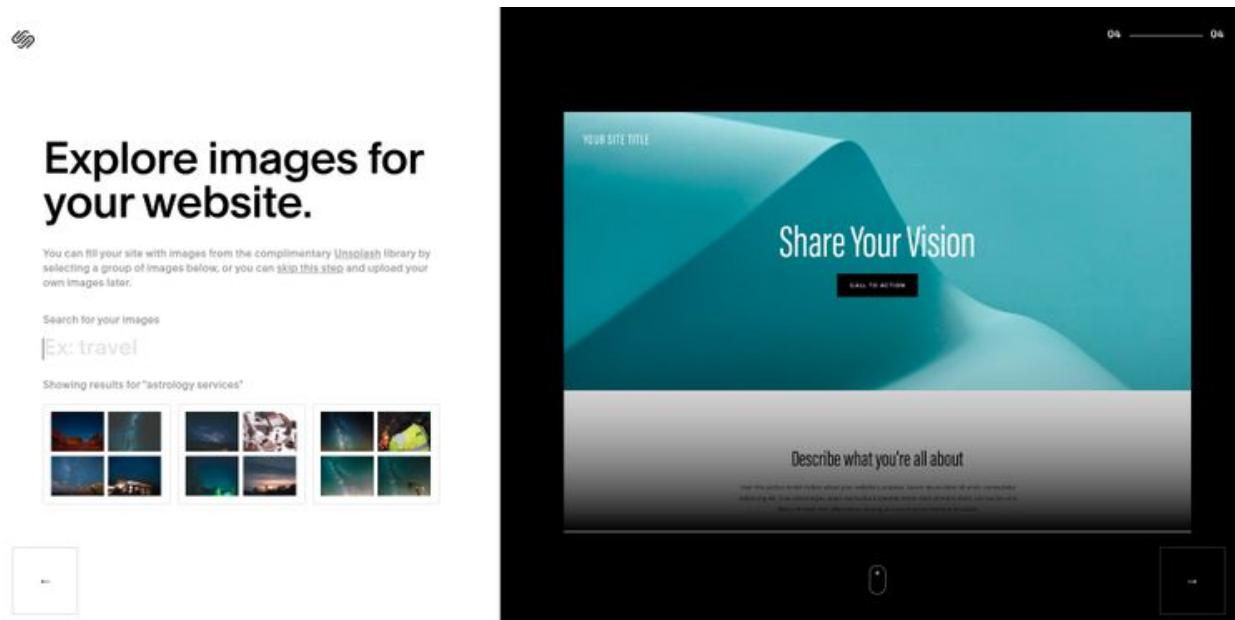 Explore images for
your website.
You can fill your site with images from the complimentary Unsplash library by
selecting a group of images below, or you can skip this step and upload your
own images later.
Search for your images
Ex: travel
Showing results for "astrology services"
←
04 04
YOUR SITE TITLE
Share Your Vision
CALL TO ACTION
Describe what you're all about
→